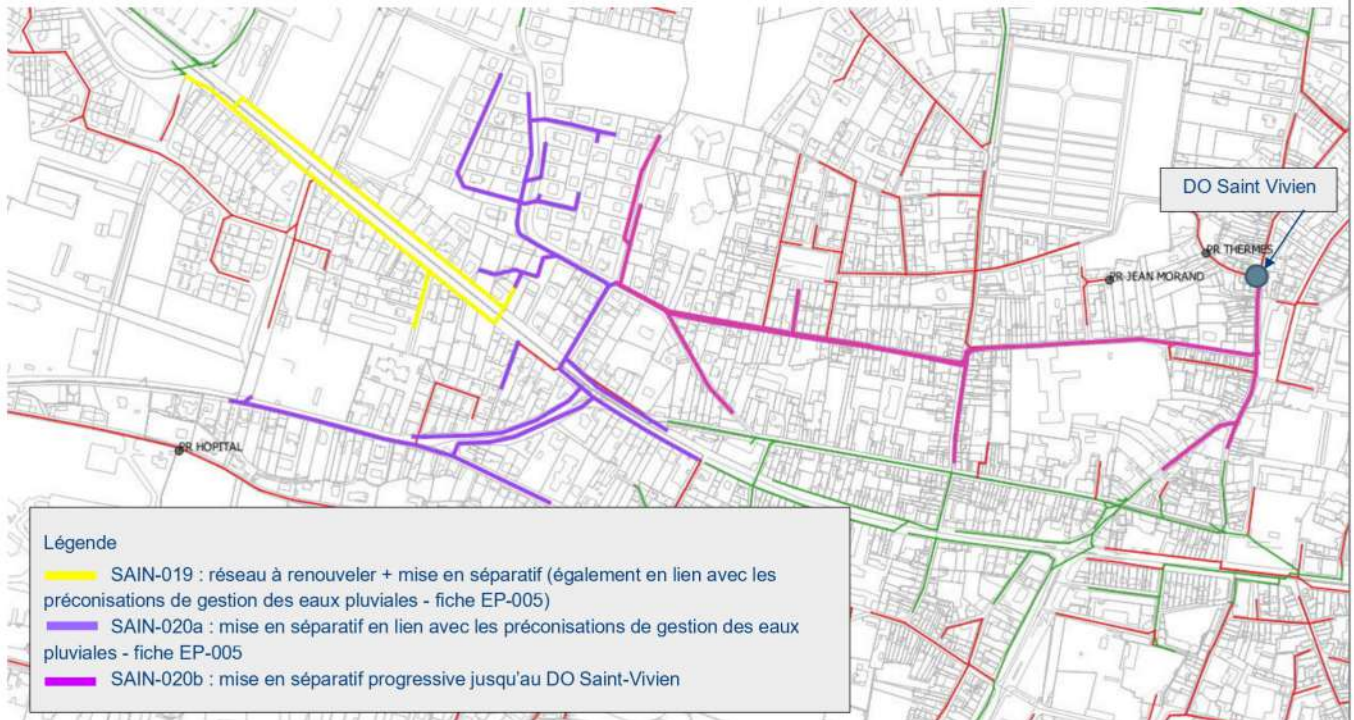 DO Saint Vivien
PR THERMES
PR JEAN MORAND
PR HOPITAL
Légende
SAIN-019 : réseau à renouveler + mise en séparatif (également en lien avec les
préconisations de gestion des eaux pluviales - fiche EP-005)
SAIN-020a : mise en séparatif en lien avec les préconisations de gestion des eaux
pluviales - fiche EP-005
SAIN-020b : mise en séparatif progressive jusqu'au DO Saint-Vivien